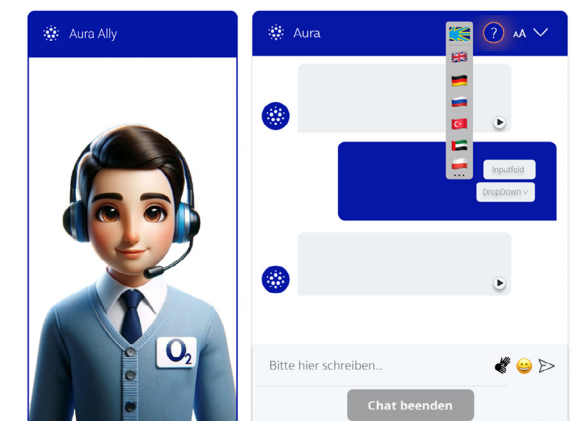 Aura Ally
Aura
?
AA
Inputfeld
DropDown
...
O2
Bitte hier schreiben...
Chat beenden